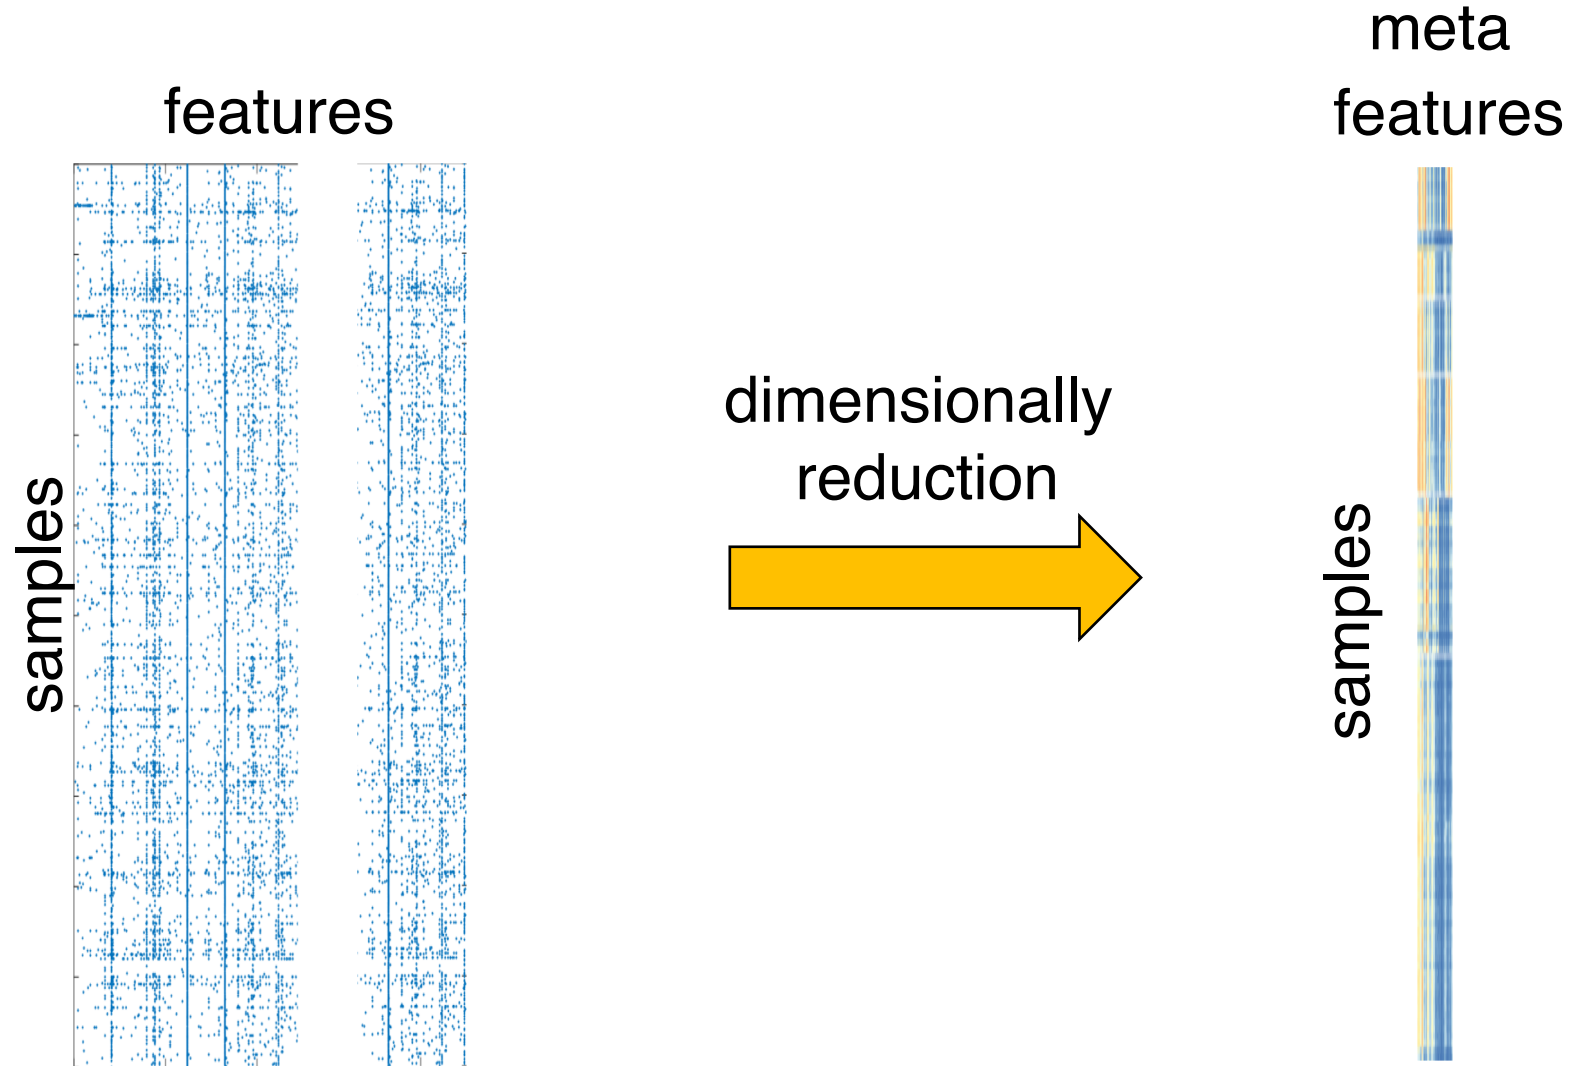 features
samples
dimensionally
reduction
meta
features
samples